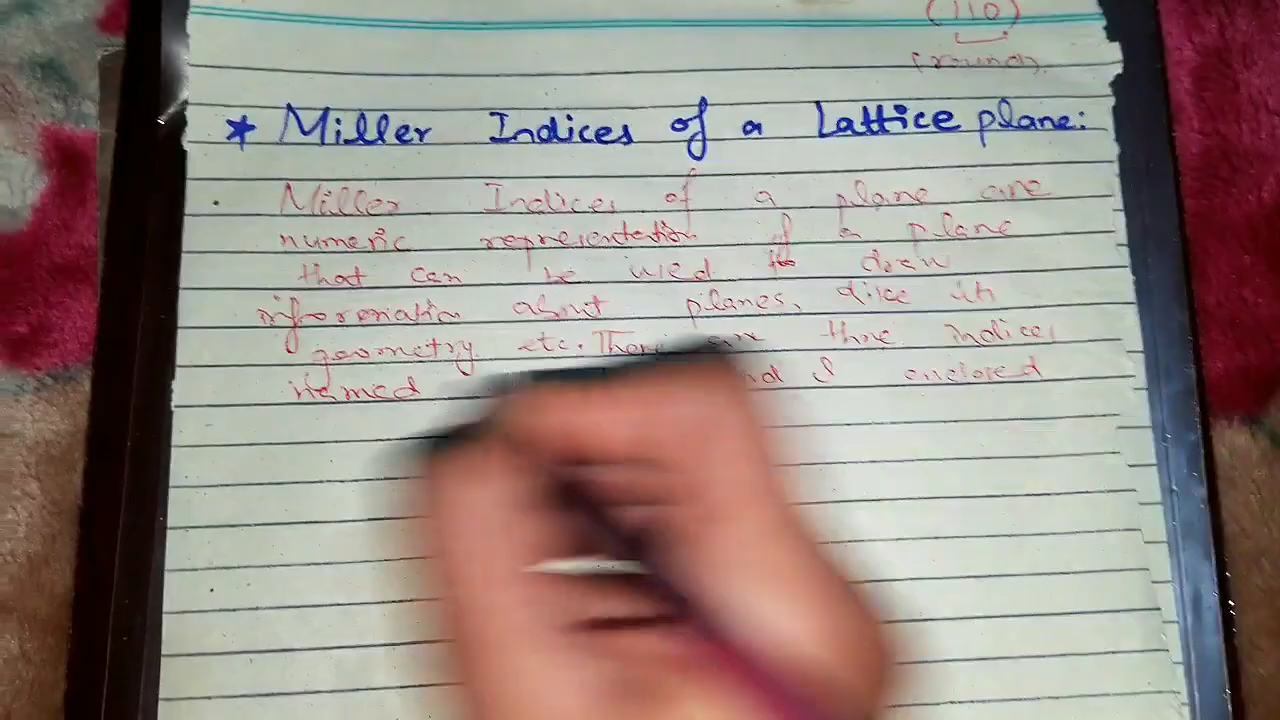 (110)
(round)
* Miller Indices of a Lattice plane:
. Miller Indices of a plane are
numeric representation of a plane
that can be used to draw
information about planes, like its
geometry etc. There are three indices
Named and l enclosed